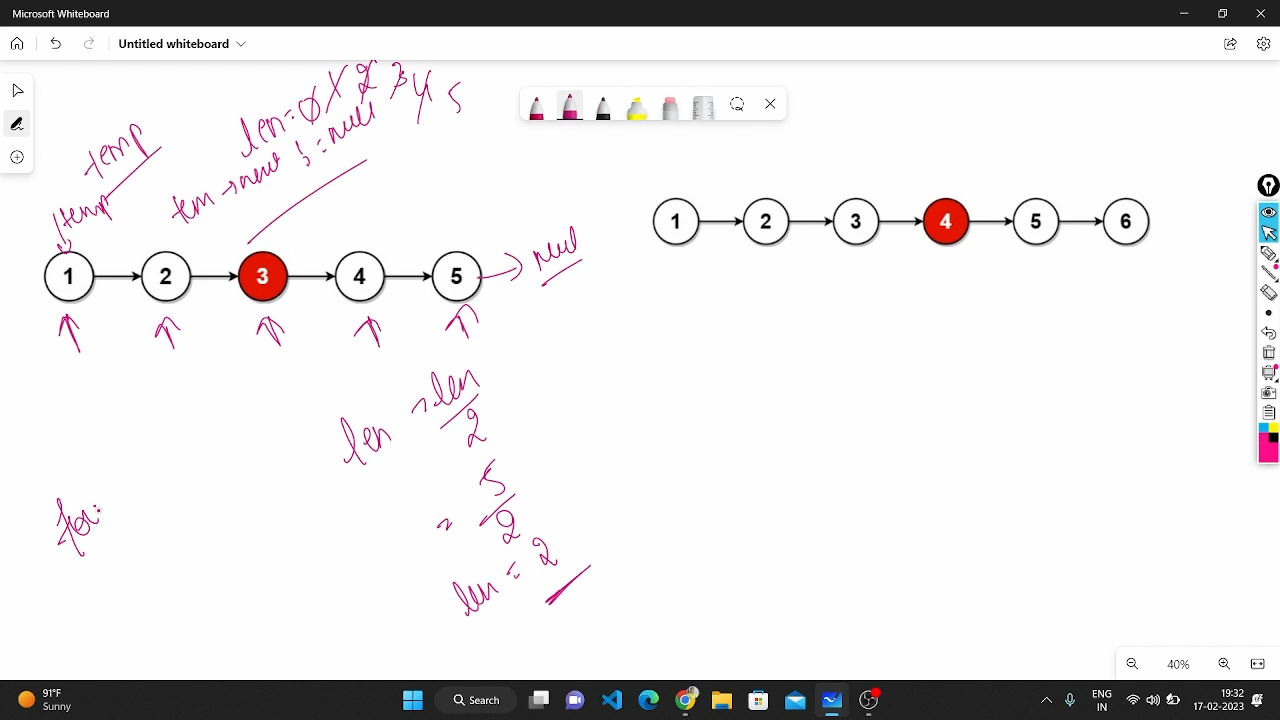 Microsoft Whiteboard
Untitled whiteboard
len=0 1 2 3 4 5
tem→next != null
temp
temp
1 2 3 4 5
null
1 2 3 4 5 6
len = len/2
= 5/2
len = 2
for
40%
91°F
Sunny
Search
ENG
IN
19:32
17-02-2023